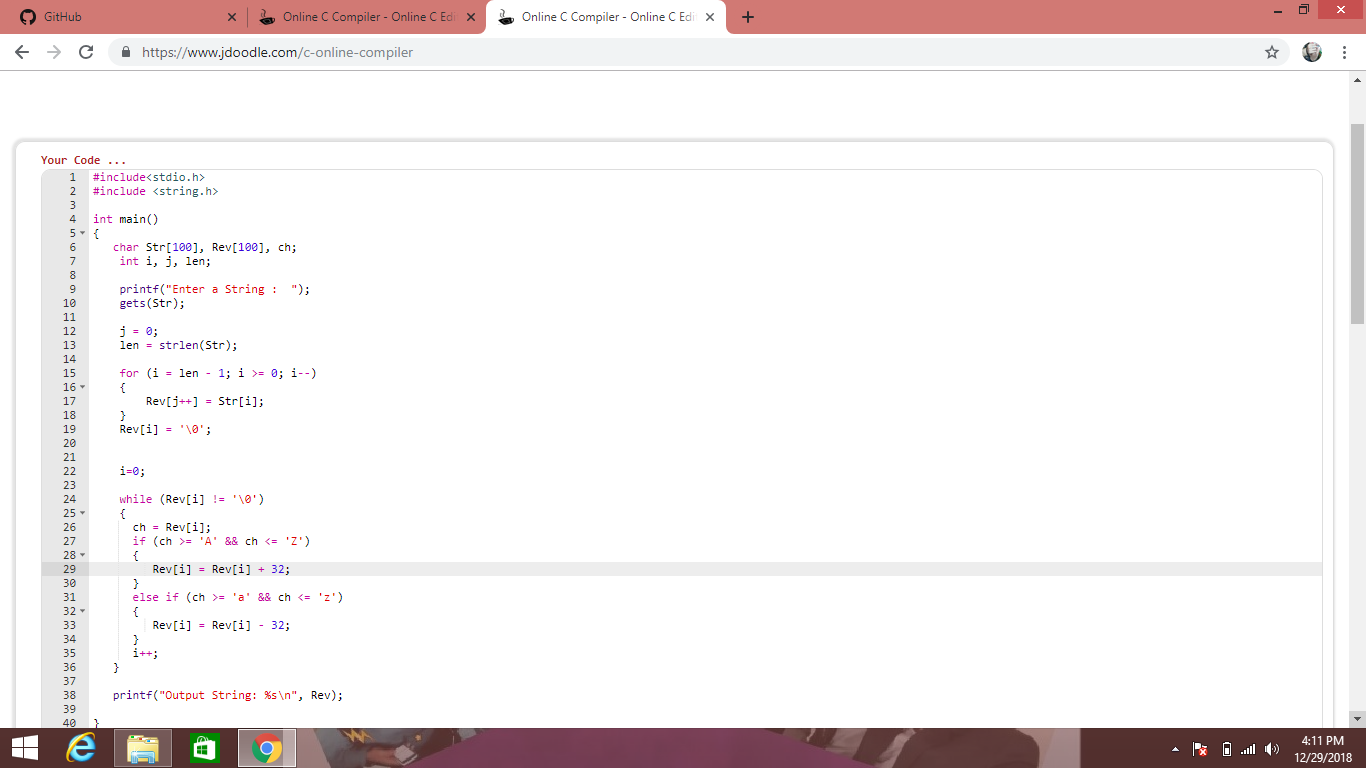 GitHub
Online C Compiler - Online C Edi
Online C Compiler - Online C Edi
https://www.jdoodle.com/c-online-compiler
Your Code ...
1 #include<stdio.h>
2 #include <string.h>
3
4 int main()
5 {
6 char Str[100], Rev[100], ch;
7 int i, j, len;
8
9 printf("Enter a String :  ");
10 gets(Str);
11
12 j = 0;
13 len = strlen(Str);
14
15 for (i = len - 1; i >= 0; i--)
16 {
17 Rev[j++] = Str[i];
18 }
19 Rev[i] = '\0';
20
21
22 i=0;
23
24 while (Rev[i] != '\0')
25 {
26 ch = Rev[i];
27 if (ch >= 'A' && ch <= 'Z')
28 {
29 Rev[i] = Rev[i] + 32;
30 }
31 else if (ch >= 'a' && ch <= 'z')
32 {
33 Rev[i] = Rev[i] - 32;
34 }
35 i++;
36 }
37
38 printf("Output String: %s\n", Rev);
39
40 }
4:11 PM
12/29/2018